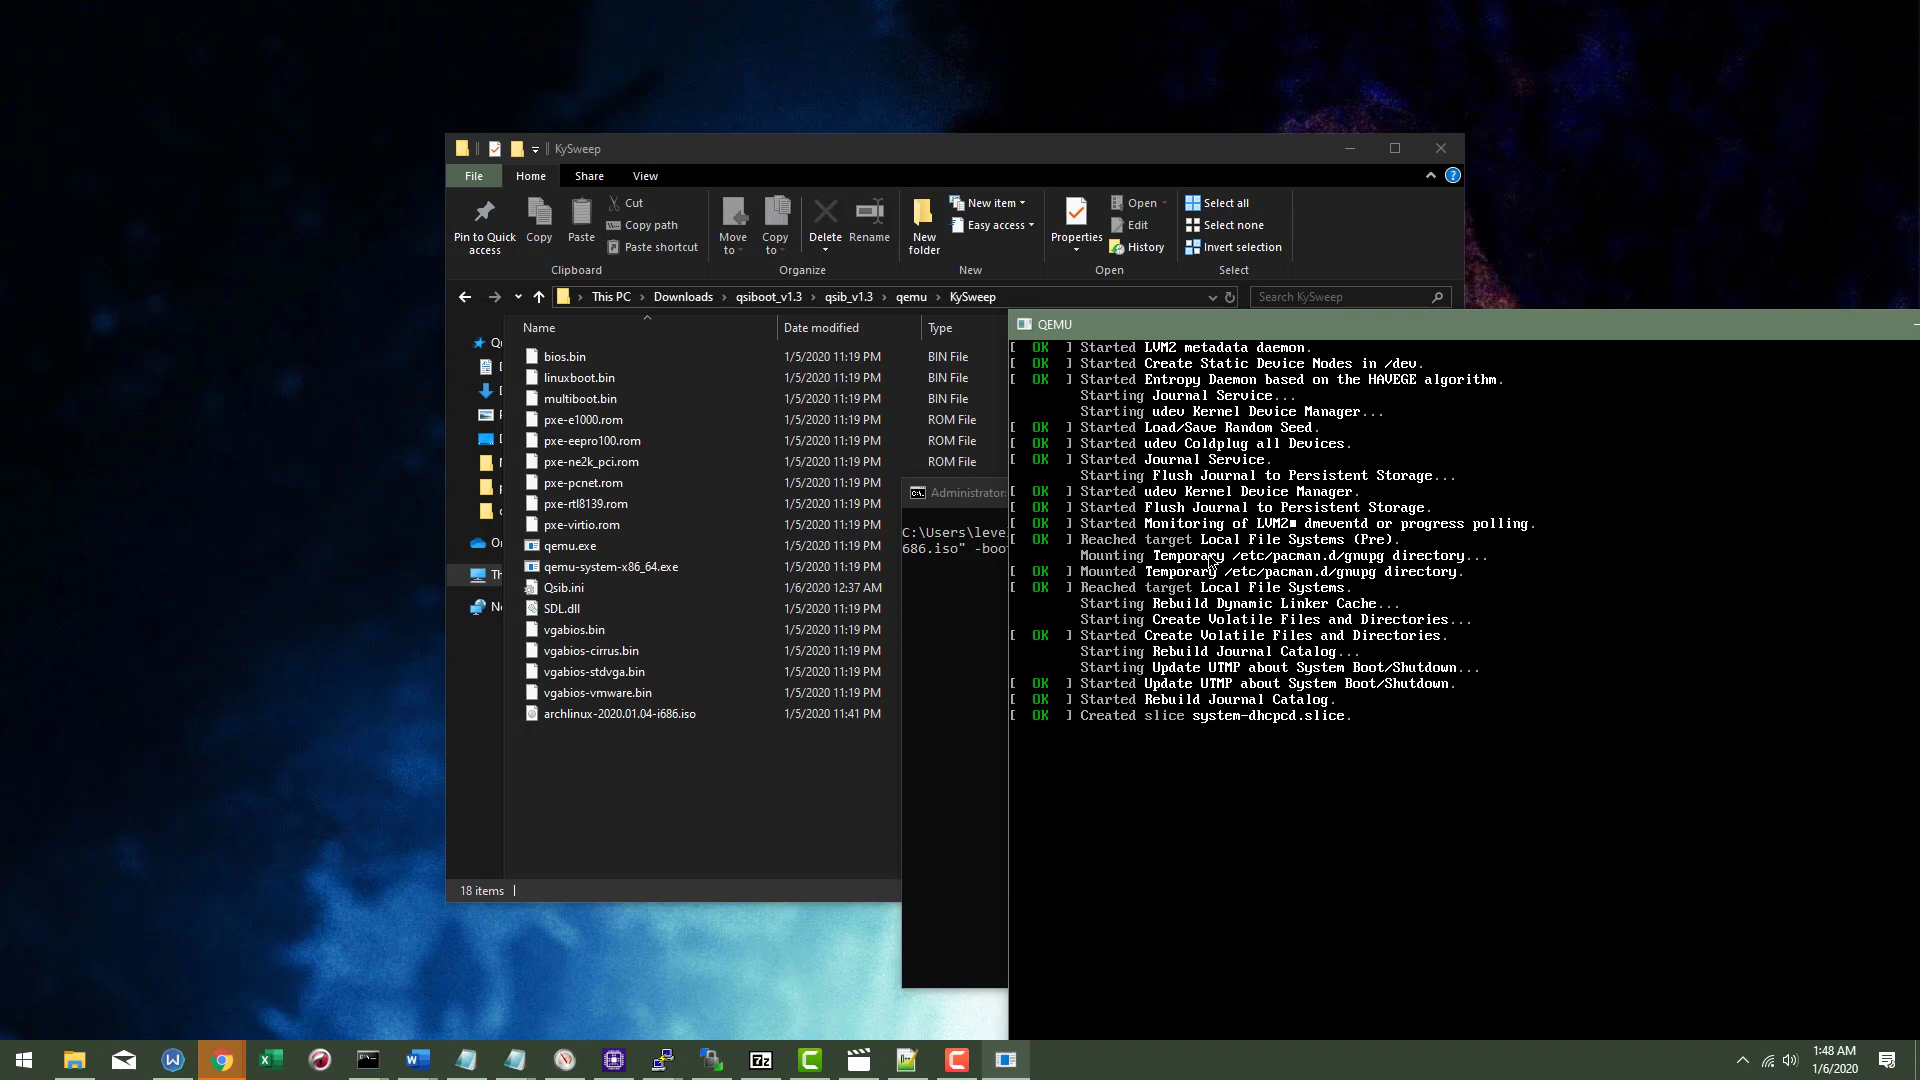 KySweep
File Home Share View
Pin to Quick access
Copy
Paste
Cut
Copy path
Paste shortcut
Clipboard
Move to
Copy to
Delete
Rename
Organize
New folder
New item
Easy access
New
Properties
Open
Edit
History
Open
Select all
Select none
Invert selection
Select
This PC Downloads qsiboot_v1.3 qsib_v1.3 qemu KySweep
Search KySweep
Name Date modified Type
bios.bin 1/5/2020 11:19 PM BIN File
linuxboot.bin 1/5/2020 11:19 PM BIN File
multiboot.bin 1/5/2020 11:19 PM BIN File
pxe-e1000.rom 1/5/2020 11:19 PM ROM File
pxe-eepro100.rom 1/5/2020 11:19 PM ROM File
pxe-ne2k_pci.rom 1/5/2020 11:19 PM ROM File
pxe-pcnet.rom 1/5/2020 11:19 PM
pxe-rtl8139.rom 1/5/2020 11:19 PM
pxe-virtio.rom 1/5/2020 11:19 PM
qemu.exe 1/5/2020 11:19 PM
qemu-system-x86_64.exe 1/5/2020 11:19 PM
Qsib.ini 1/6/2020 12:37 AM
SDL.dll 1/5/2020 11:19 PM
vgabios.bin 1/5/2020 11:19 PM
vgabios-cirrus.bin 1/5/2020 11:19 PM
vgabios-stdvga.bin 1/5/2020 11:19 PM
vgabios-vmware.bin 1/5/2020 11:19 PM
archlinux-2020.01.04-i686.iso 1/5/2020 11:41 PM
18 items
Administrator:
C:\Users\leve
686.iso" -boo
QEMU
[ OK ] Started LVM2 metadata daemon.
[ OK ] Started Create Static Device Nodes in /dev.
[ OK ] Started Entropy Daemon based on the HAVEGE algorithm.
Starting Journal Service...
Starting udev Kernel Device Manager...
[ OK ] Started Load/Save Random Seed.
[ OK ] Started udev Coldplug all Devices.
[ OK ] Started Journal Service.
Starting Flush Journal to Persistent Storage...
[ OK ] Started udev Kernel Device Manager.
[ OK ] Started Flush Journal to Persistent Storage.
[ OK ] Started Monitoring of LVM2■ dmeventd or progress polling.
[ OK ] Reached target Local File Systems (Pre).
Mounting Temporary /etc/pacman.d/gnupg directory...
[ OK ] Mounted Temporary /etc/pacman.d/gnupg directory.
[ OK ] Reached target Local File Systems.
Starting Rebuild Dynamic Linker Cache...
Starting Create Volatile Files and Directories...
[ OK ] Started Create Volatile Files and Directories.
Starting Rebuild Journal Catalog...
Starting Update UTMP about System Boot/Shutdown...
[ OK ] Started Update UTMP about System Boot/Shutdown.
[ OK ] Started Rebuild Journal Catalog.
[ OK ] Created slice system-dhcpcd.slice.
1:48 AM
1/6/2020